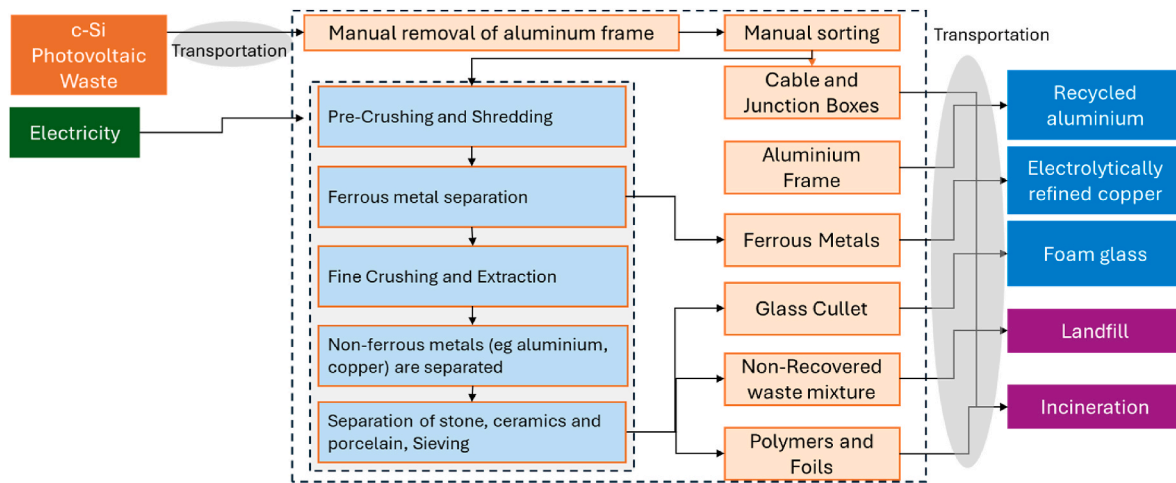 c-Si
Photovoltaic
Waste
Transportation
Manual removal of aluminum frame
Manual sorting
Transportation
Electricity
Pre-Crushing and Shredding
Ferrous metal separation
Fine Crushing and Extraction
Non-ferrous metals (eg aluminium,
copper) are separated
Separation of stone, ceramics and
porcelain, Sieving
Cable and
Junction Boxes
Aluminium
Frame
Ferrous Metals
Glass Cullet
Non-Recovered
waste mixture
Polymers and
Foils
Recycled
aluminium
Electrolytically
refined copper
Foam glass
Landfill
Incineration